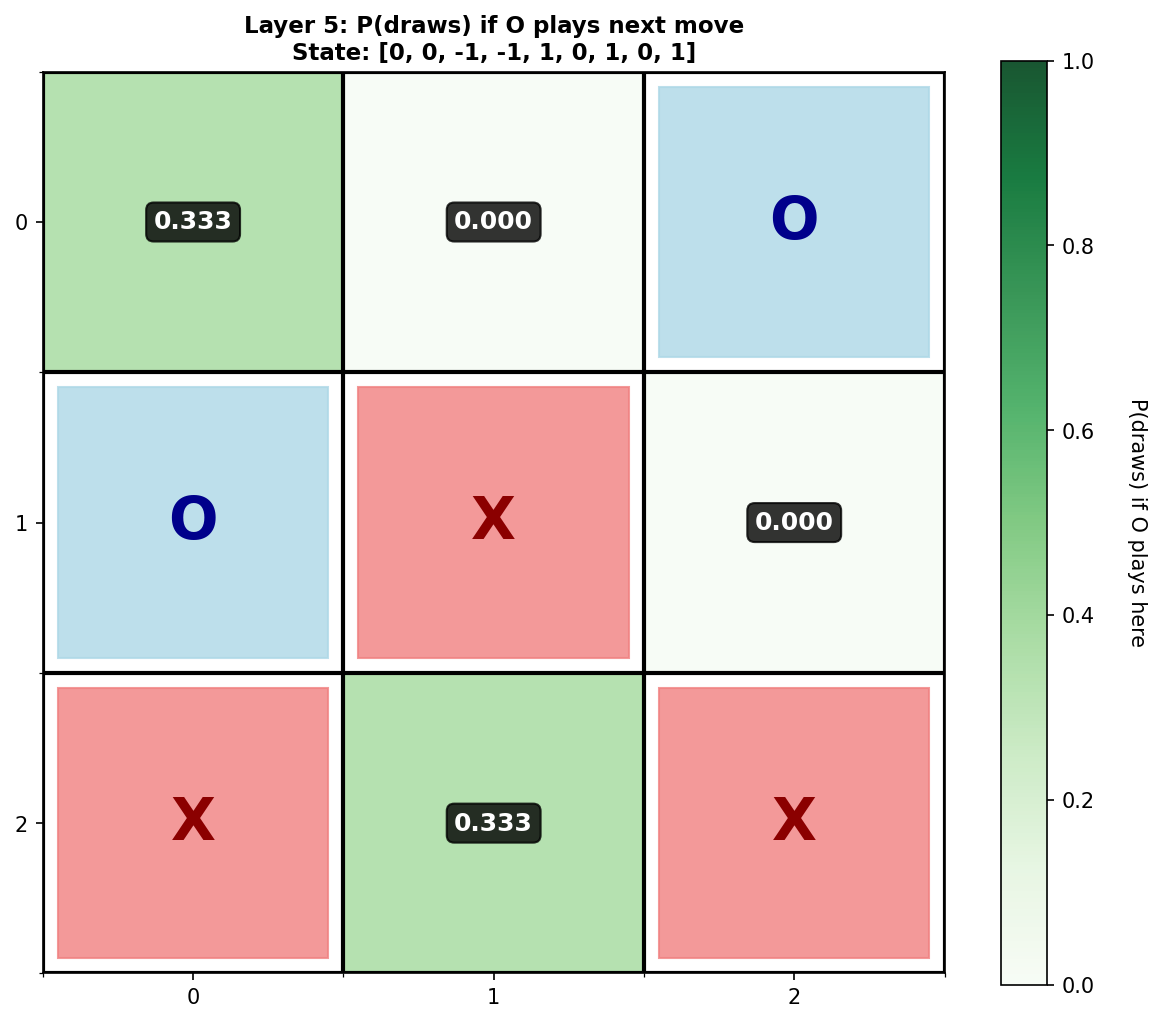 Layer 5: P(draws) if O plays next move
State: [0, 0, -1, -1, 1, 0, 1, 0, 1]
0
0.333
0.000
O
1
O
X
0.000
2
X
0.333
X
0
1
2
1.0
0.8
0.6
0.4
0.2
0.0
P(draws) if O plays here